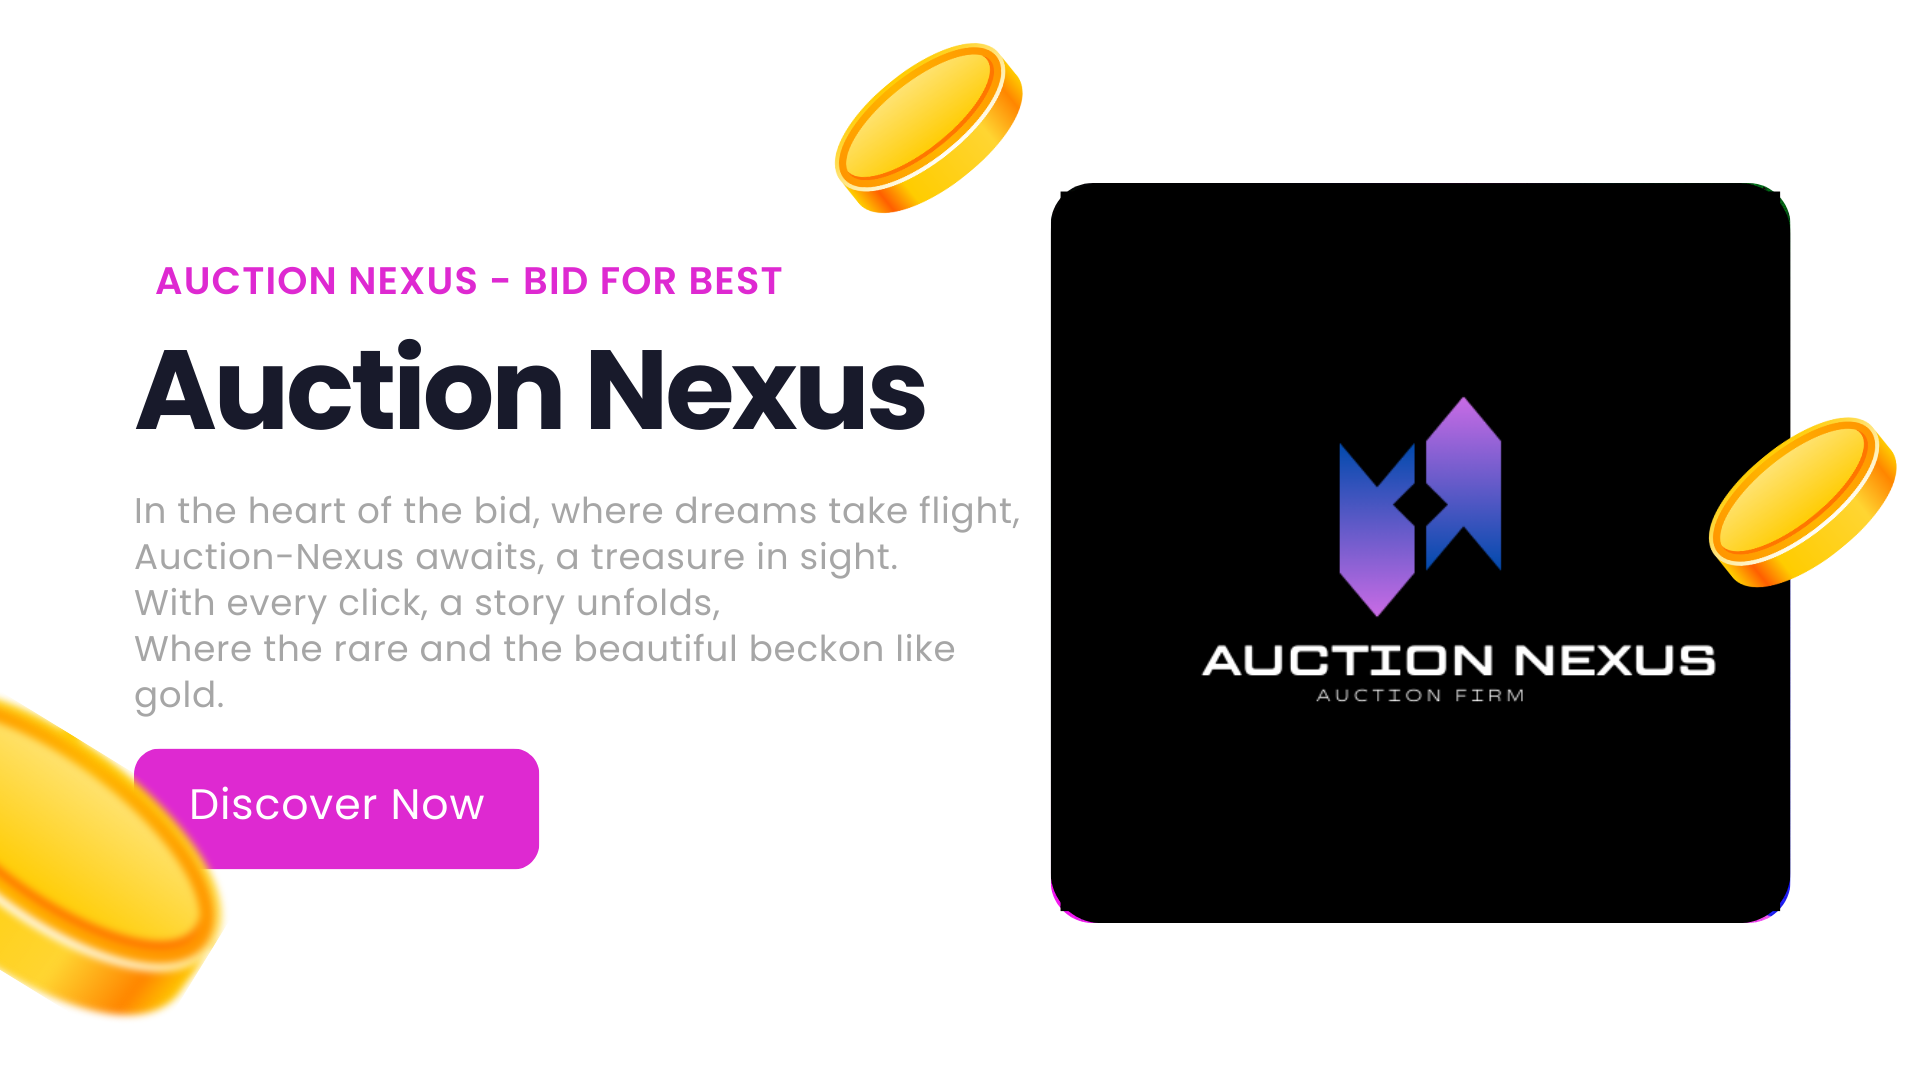 AUCTION NEXUS - BID FOR BEST
Auction Nexus
In the heart of the bid, where dreams take flight,
Auction-Nexus awaits, a treasure in sight.
With every click, a story unfolds,
Where the rare and the beautiful beckon like
gold.
Discover Now
AUCTION NEXUS
AUCTION FIRM